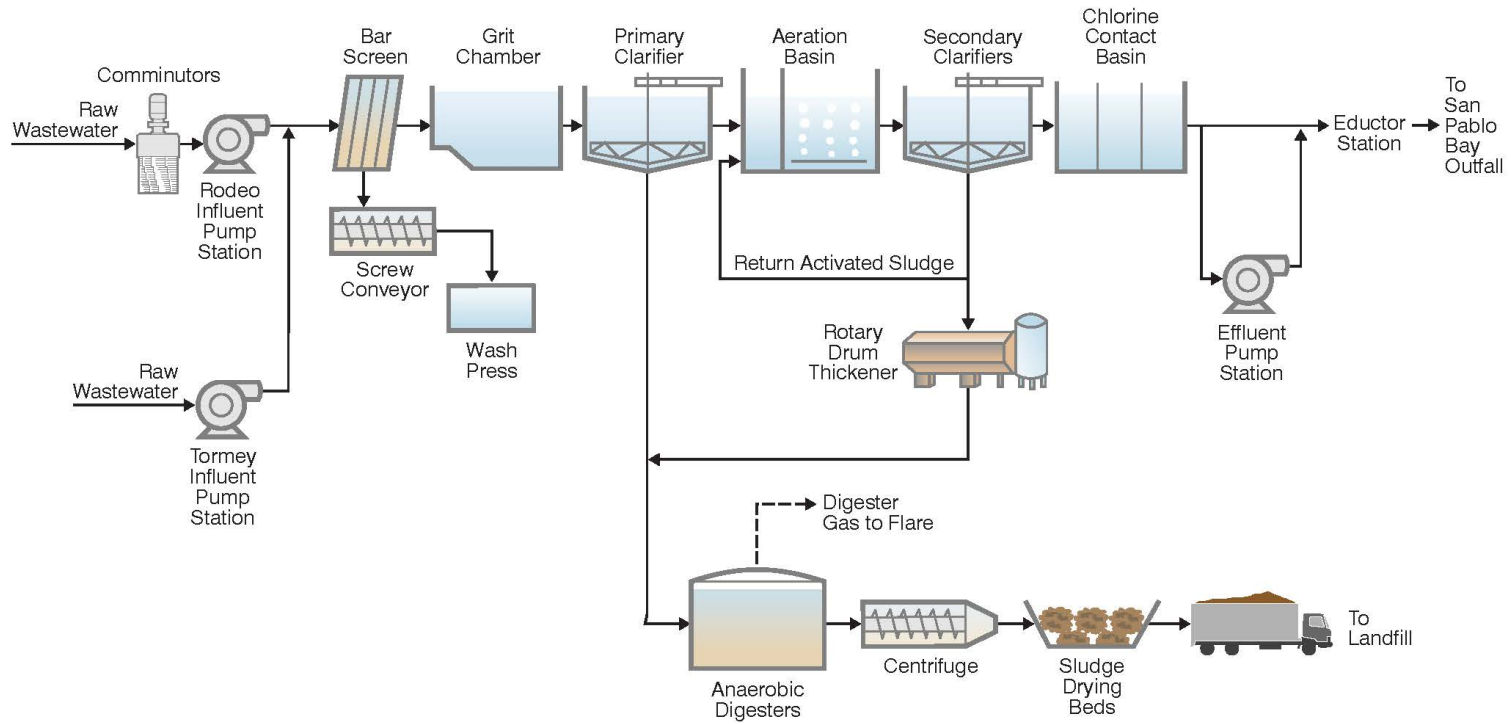 Comminutors
Raw
Wastewater
Rodeo
Influent
Pump
Station
Raw
Wastewater
Tormey
Influent
Pump
Station
Bar
Screen
Screw
Conveyor
Wash
Press
Grit
Chamber
Primary
Clarifier
Aeration
Basin
Secondary
Clarifiers
Chlorine
Contact
Basin
Eductor
Station
To
San
Pablo
Bay
Outfall
Effluent
Pump
Station
Return Activated Sludge
Rotary
Drum
Thickener
Digester
Gas to Flare
Anaerobic
Digesters
Centrifuge
Sludge
Drying
Beds
To
Landfill